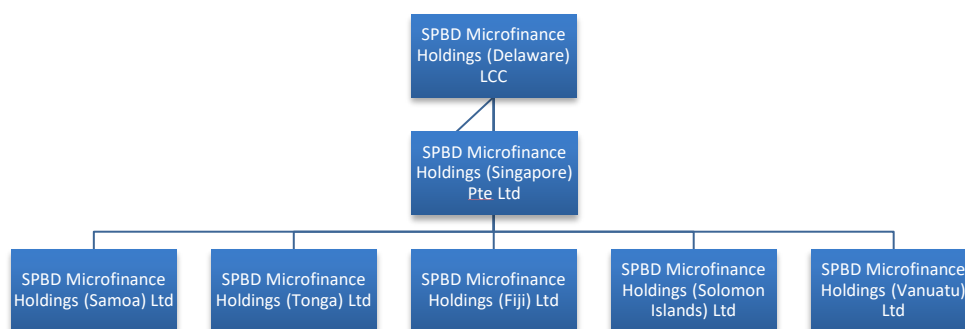 SPBD Microfinance
Holdings (Delaware)
LCC
SPBD Microfinance
Holdings (Singapore)
Pte Ltd
SPBD Microfinance
Holdings (Samoa) Ltd
SPBD Microfinance
Holdings (Tonga) Ltd
SPBD Microfinance
Holdings (Fiji) Ltd
SPBD Microfinance
Holdings (Solomon
Islands) Ltd
SPBD Microfinance
Holdings (Vanuatu)
Ltd